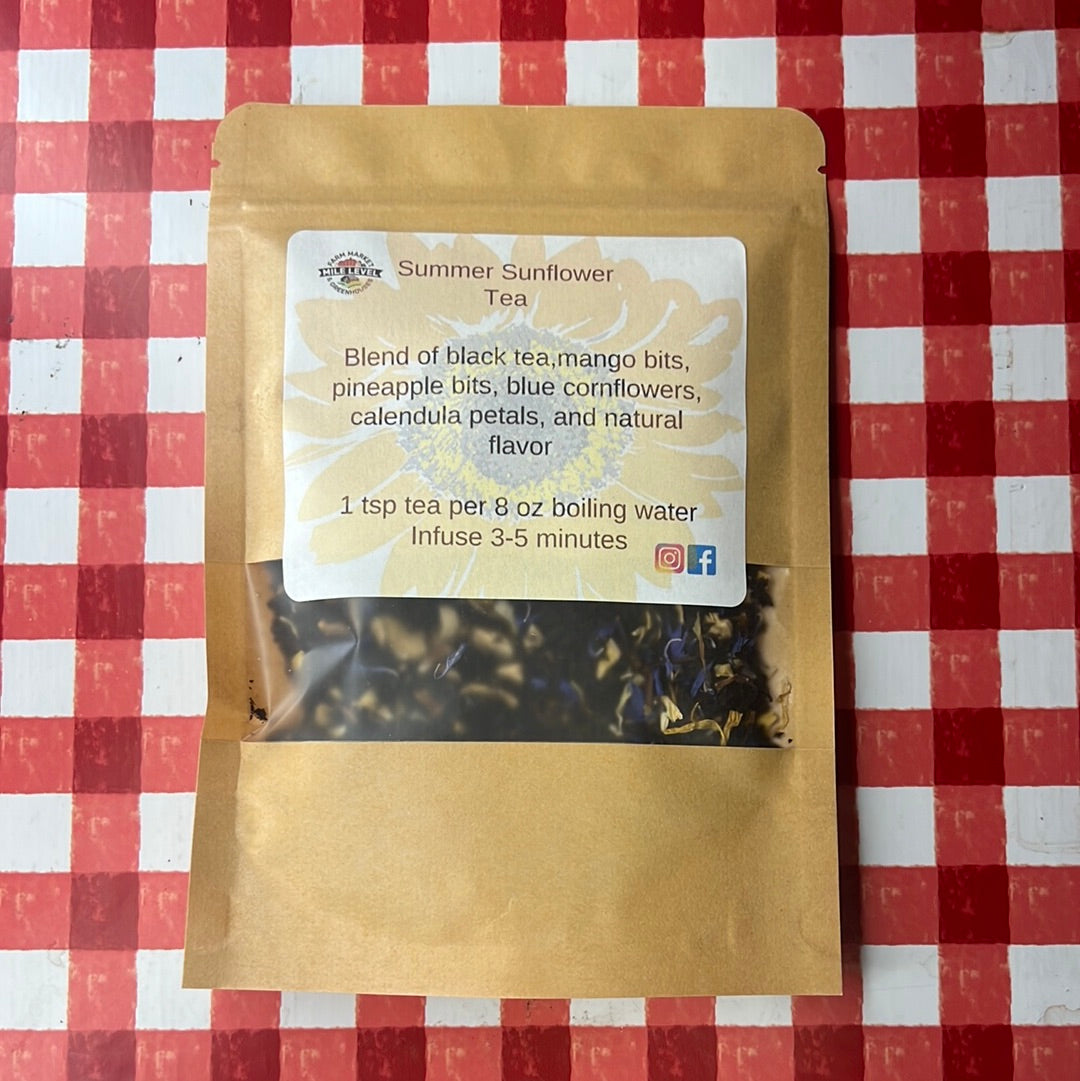 FARM MARKET
MILE LEVEL
& GREENHOUSES
Summer Sunflower
Tea
Blend of black tea,mango bits,
pineapple bits, blue cornflowers,
calendula petals, and natural
flavor
1 tsp tea per 8 oz boiling water
Infuse 3-5 minutes